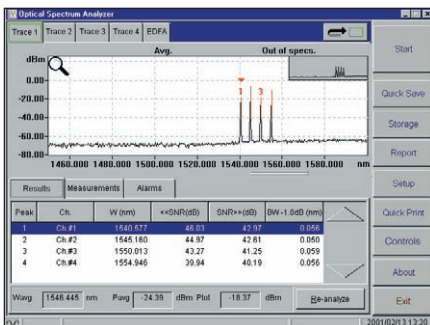 Optical Spectrum Analyzer
Trace 1 Trace 2 Trace 3 Trace 4 EDFA
Avg. Out of specs.
dBm
0.00
-20.00
-40.00
-60.00
-80.00
1 3
1460.000 1480.000 1500.000 1520.000 1540.000 1560.000 1580.000 nm
Results Measurements Alarms
Peak Ch. W (nm) <<SNR(dB) SNR>>(dB) BW-1.0dB (nm)
1 Ch.#1 1540.577 46.03 42.97 0.056
2 Ch.#2 1545.160 44.97 42.61 0.050
3 Ch.#3 1550.013 43.27 41.25 0.059
4 Ch.#4 1554.946 39.94 40.19 0.056
Wavg 1546.445 nm Pavg -24.39 dBm Ptot -18.37 dBm Re-analyze
Start
Quick Save
Storage
Report
Setup
Quick Print
Controls
About
Exit
2001/02/13 13:20